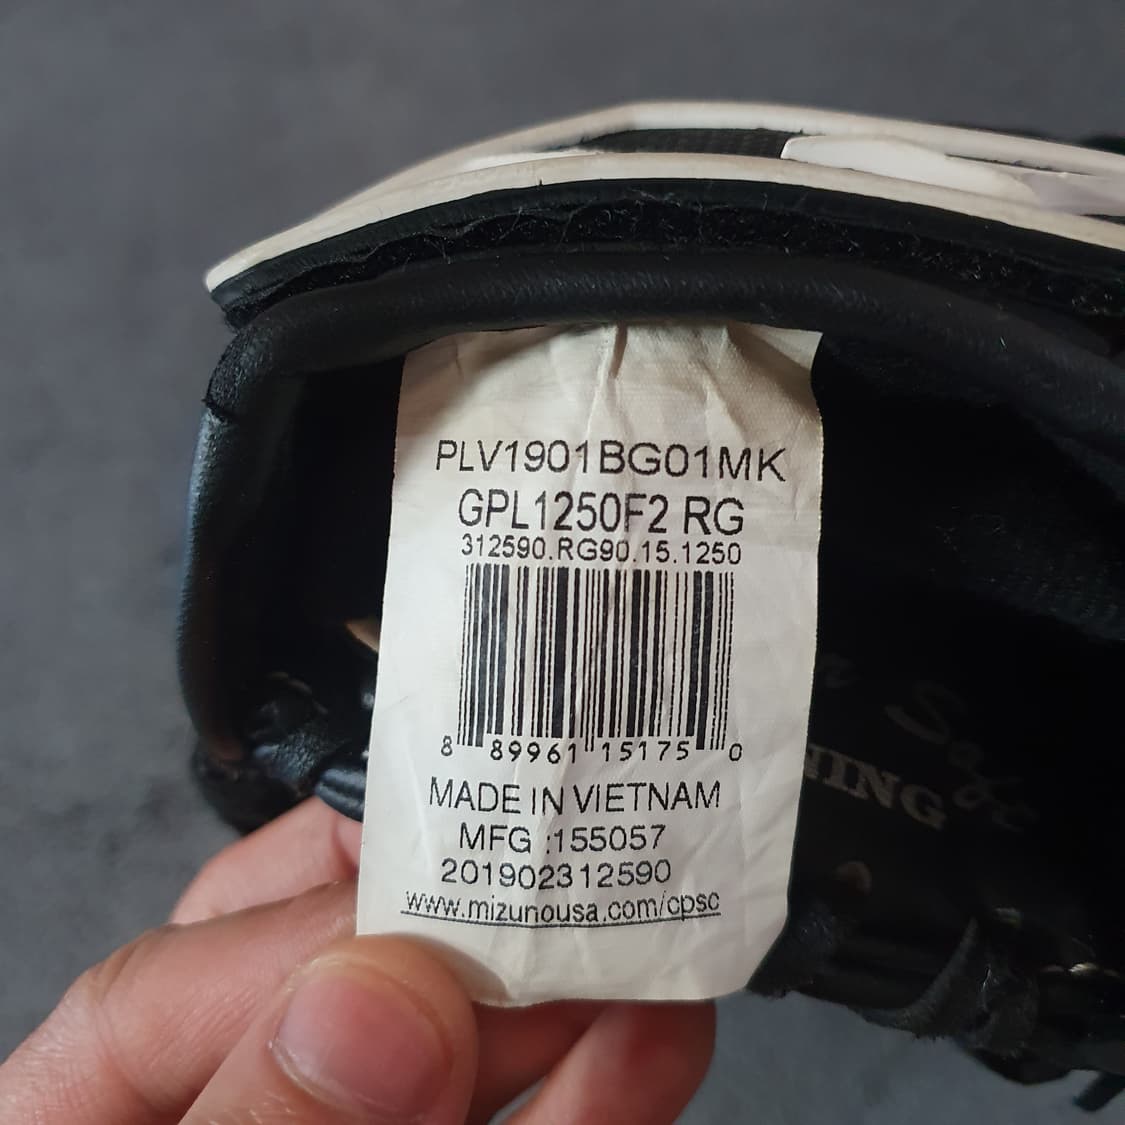 PLV1901BG01MK
GPL1250F2 RG
312590.RG90.15.1250
8 89961 15175 0
MADE IN VIETNAM
MFG :155057
201902312590
www.mizunousa.com/cpsc